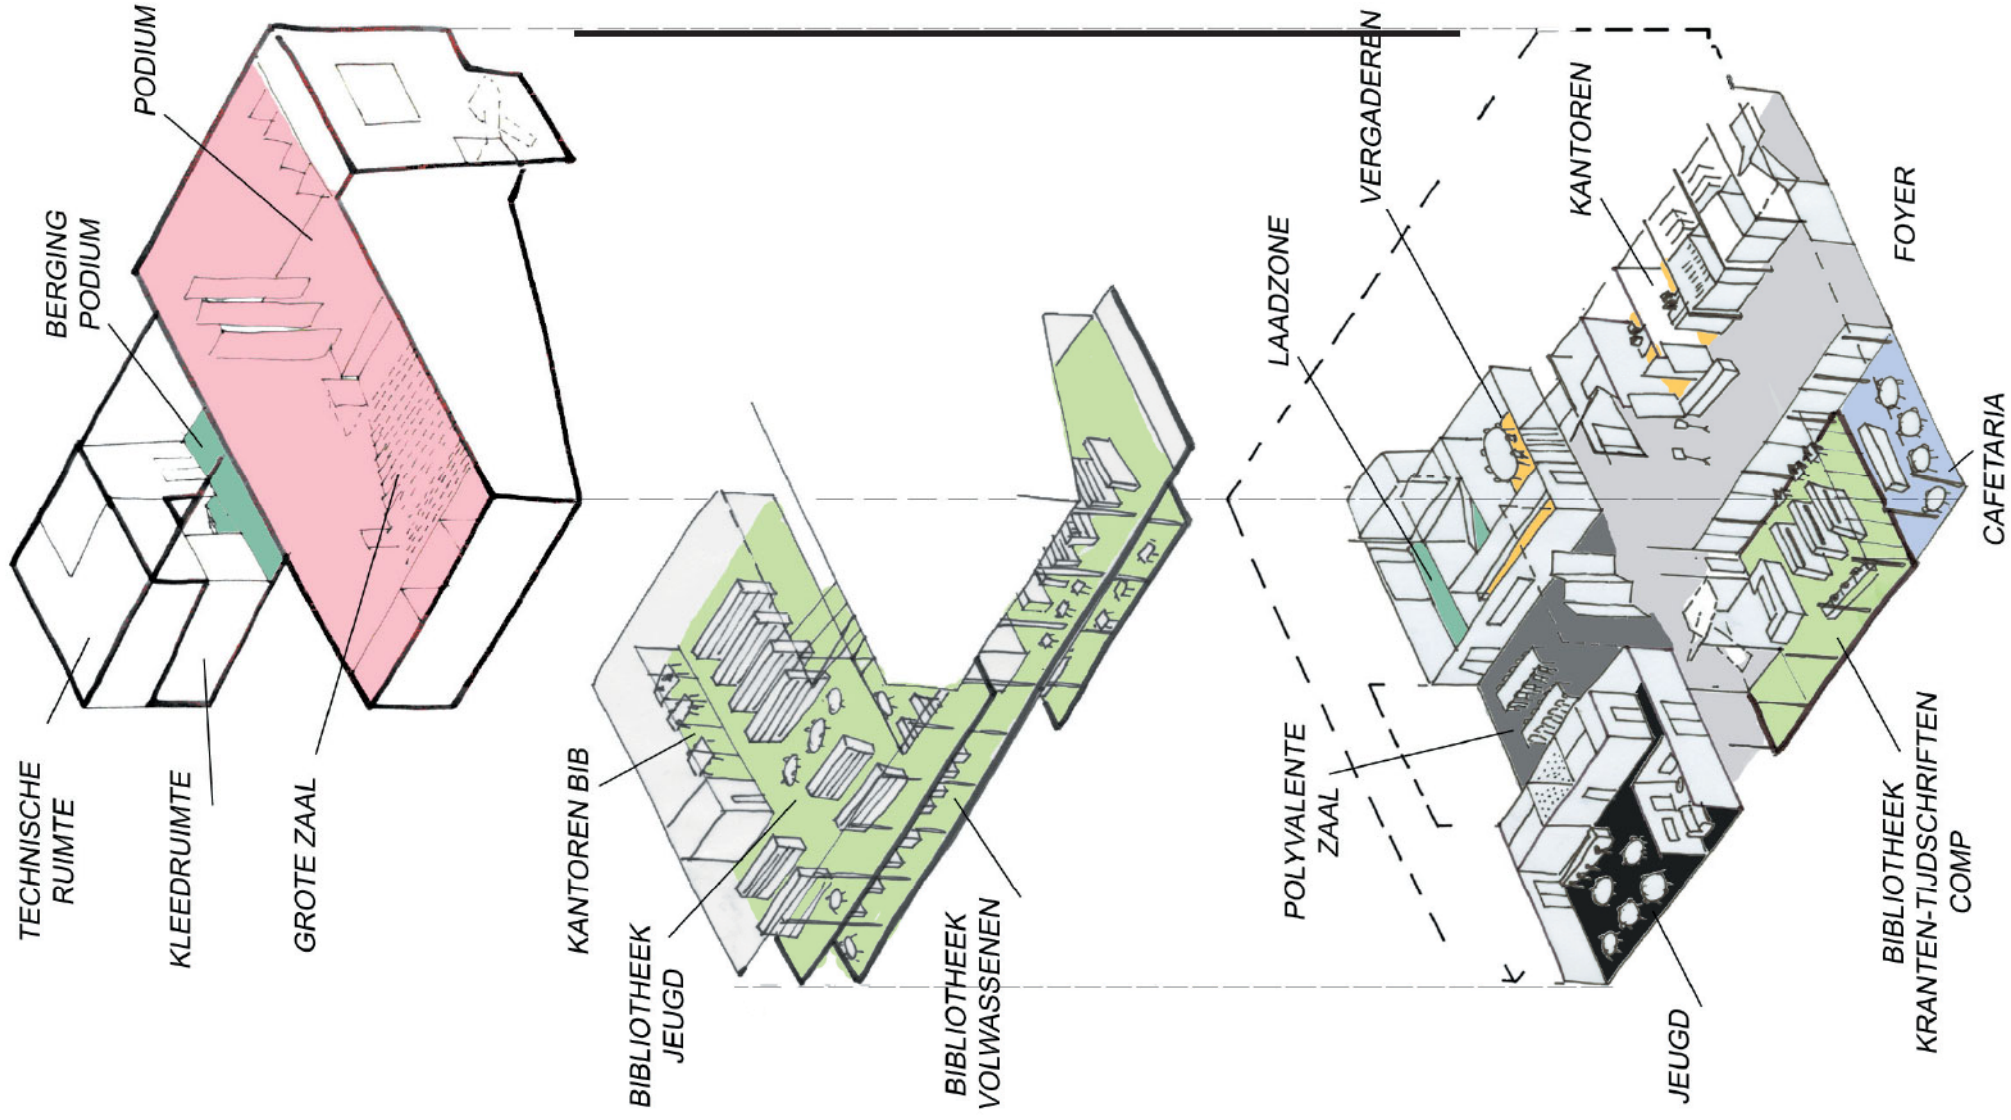 TECHNISCHE
RUIMTE
KLEEDRUIMTE
GROTE ZAAL
BERGING
PODIUM
PODIUM
KANTOREN BIB
BIBLIOTHEEK
JEUGD
BIBLIOTHEEK
VOLWASSENEN
POLYVALENTE
ZAAL
LAADZONE
VERGADEREN
KANTOREN
JEUGD
BIBLIOTHEEK
KRANTEN-TIJDSCHRIFTEN
COMP
CAFETARIA
FOYER